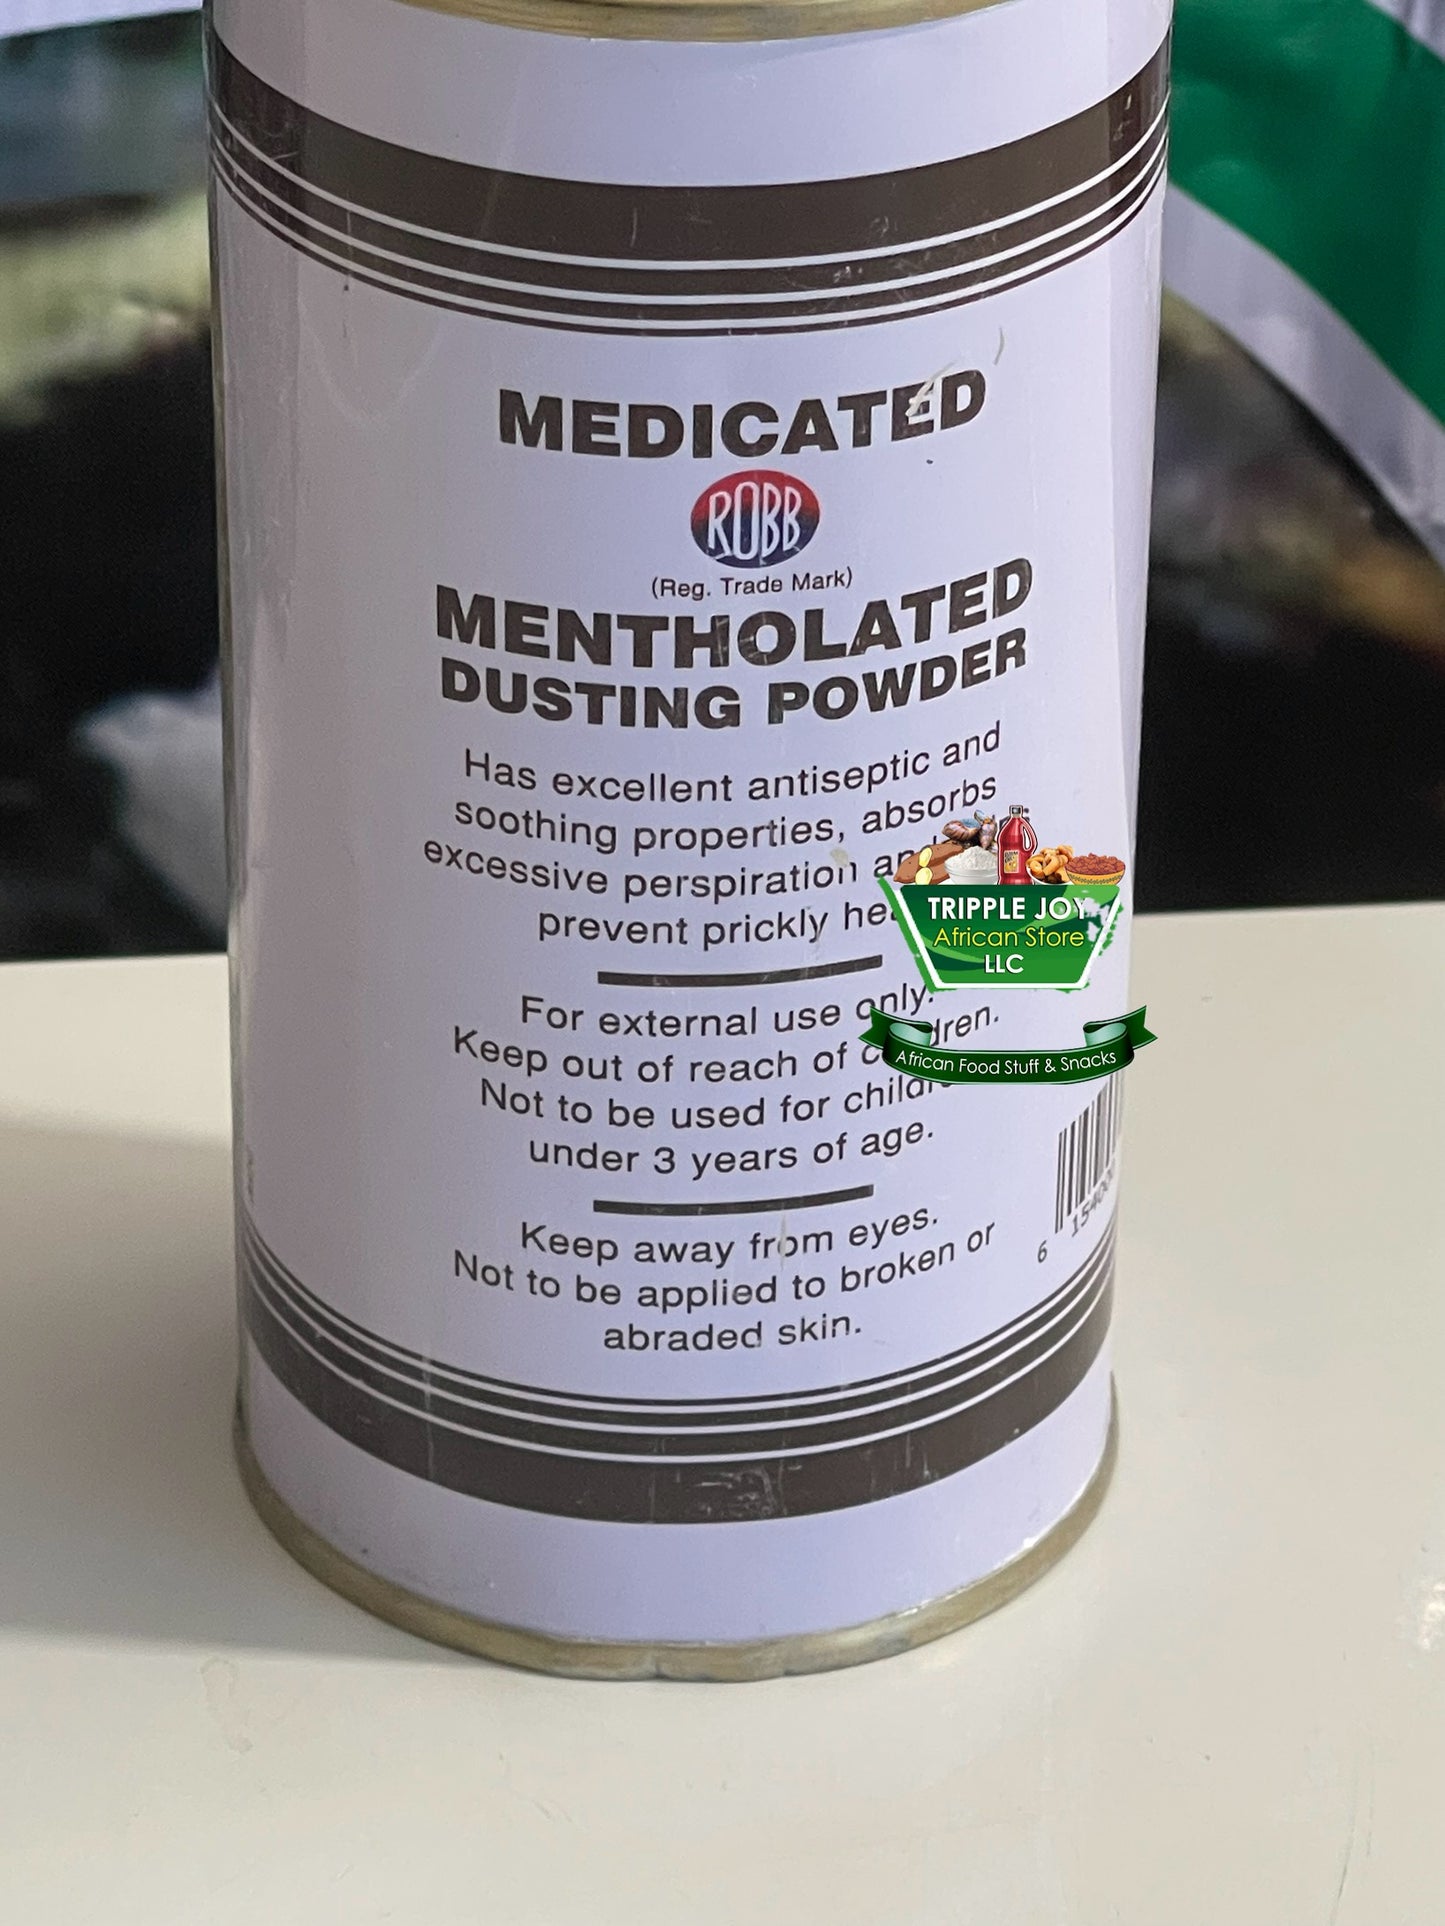 MEDICATED
ROBB
(Reg. Trade Mark)
MENTHOLATED
DUSTING POWDER
Has excellent antiseptic and
soothing properties, absorbs
excessive perspiration
prevent prickly
For external use only.
Keep out of reach of
Not to be used for
under 3 years of age.
Keep away from eyes.
Not to be applied to broken or
abraded skin.
TRIPPLE JOY
African Store
LLC
African Food Stuff & Snacks
6